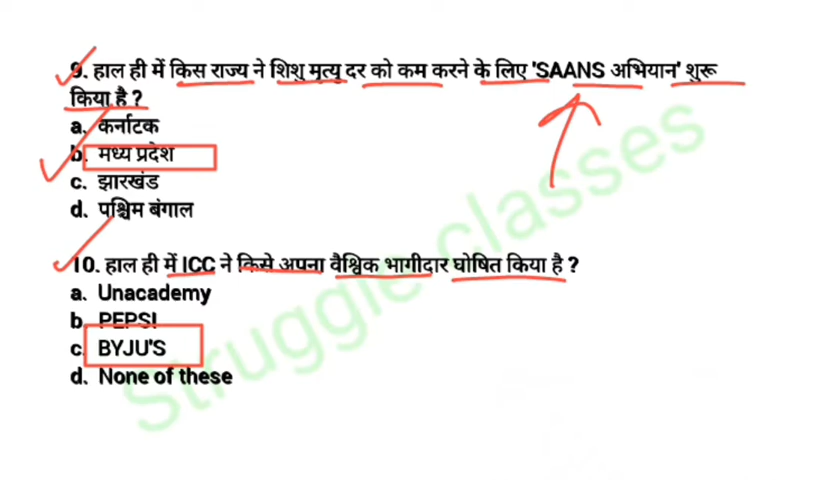 9. हाल ही में किस राज्य ने शिशु मृत्यु दर को कम करने के लिए 'SAANS अभियान' शुरू
किया है ?
a. कर्नाटक
b. मध्य प्रदेश
c. झारखंड
d. पश्चिम बंगाल
10. हाल ही में ICC ने किसे अपना वैश्विक भागीदार घोषित किया है ?
a. Unacademy
b. PEPSI
c. BYJU'S
d. None of these
Struggle classes